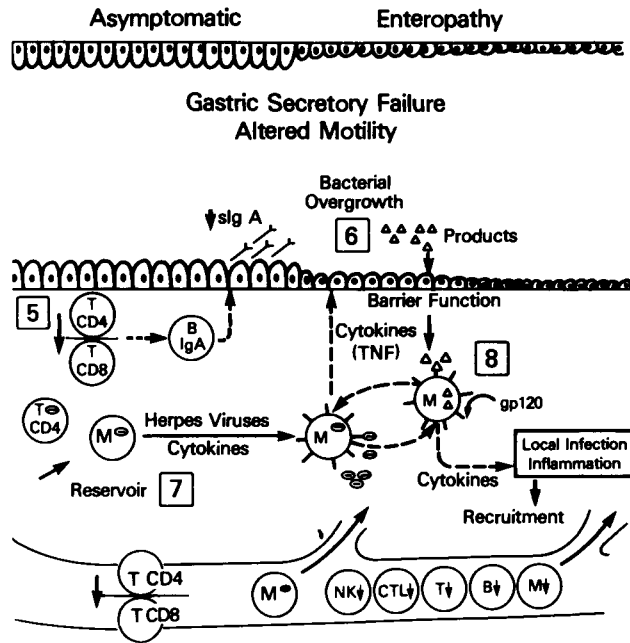 Asymptomatic Enteropathy
Gastric Secretory Failure
Altered Motility
Bacterial
Overgrowth
↓sIg A
6
Products
5
T
CD4
T
CD8
B
IgA
Barrier Function
Cytokines
(TNF)
8
M
gp120
T⊖
CD4
M⊖
Herpes Viruses
Cytokines
M⊖
Reservoir 7
Cytokines
Local Infection
Inflammation
Recruitment
T CD4
T CD8
M
NK↓ CTL↓ T↓ B↓ M↓